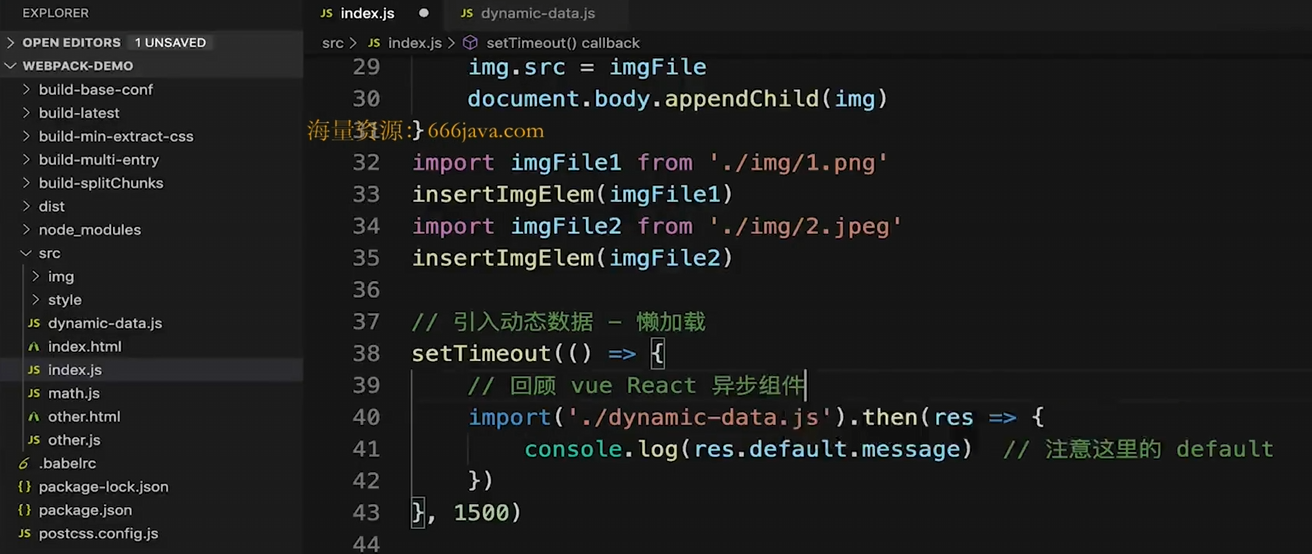 EXPLORER
OPEN EDITORS 1 UNSAVED
WEBPACK-DEMO
build-base-conf
build-latest
build-min-extract-css
build-multi-entry
build-splitChunks
dist
node_modules
src
img
style
JS dynamic-data.js
index.html
JS index.js
JS math.js
other.html
JS other.js
.babelrc
{} package-lock.json
{} package.json
JS postcss.config.js
JS index.js ● JS dynamic-data.js
src > JS index.js > setTimeout() callback
29 img.src = imgFile
30 document.body.appendChild(img)
31 }
海量资源：666java.com
32 import imgFile1 from './img/1.png'
33 insertImgElem(imgFile1)
34 import imgFile2 from './img/2.jpeg'
35 insertImgElem(imgFile2)
36
37 // 引入动态数据 - 懒加载
38 setTimeout(() => {
39 // 回顾 vue React 异步组件
40 import('./dynamic-data.js').then(res => {
41 console.log(res.default.message) // 注意这里的 default
42 })
43 }, 1500)
44